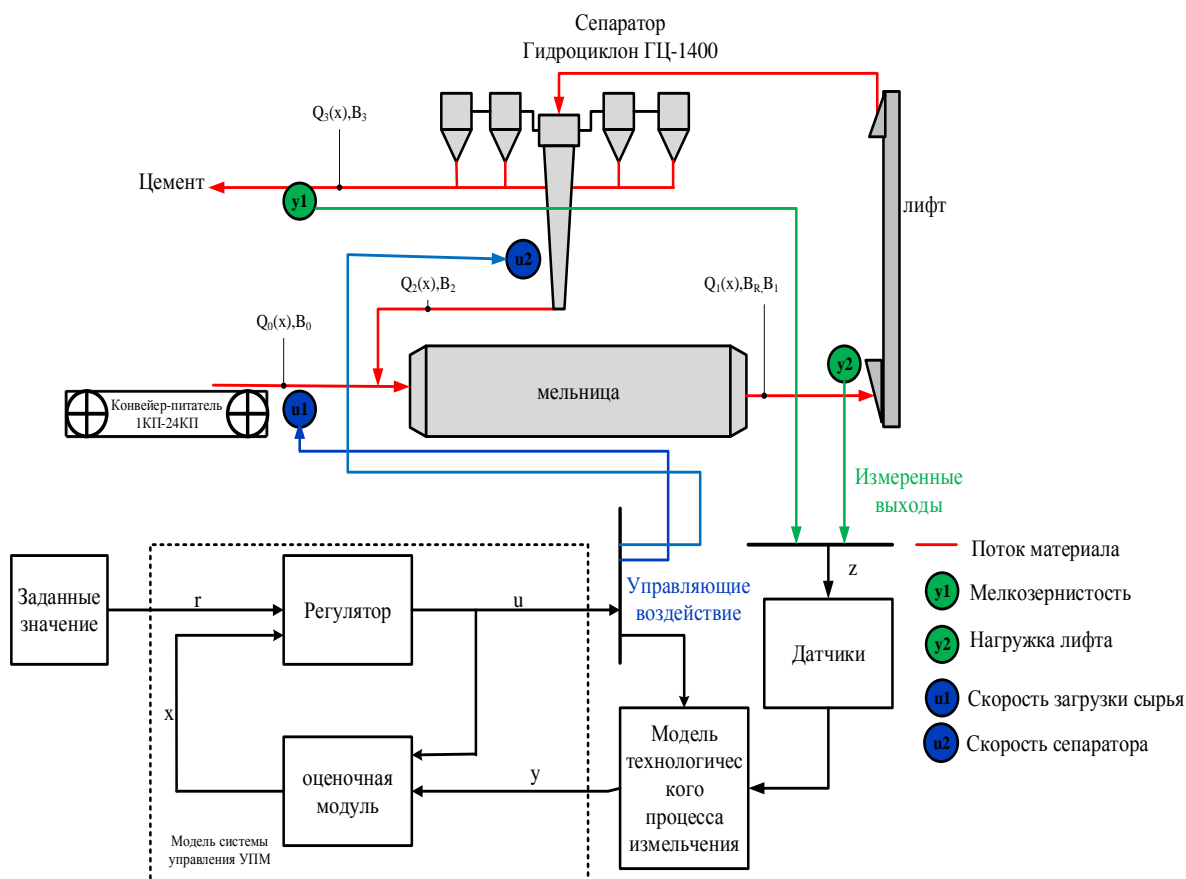 Сепаратор
Гидроциклон ГЦ-1400
Q₃(x),B₃
Цемент
y1
лифт
u2
Q₂(x),B₂
Q₁(x),B_R,B₁
Q₀(x),B₀
y2
мельница
Конвейер-питатель
1КП-24КП
u1
Измеренные
выходы
Поток материала
z
Заданные
значение
r
Регулятор
u
Управляющие
воздействие
Датчики
y1
Мелкозернистость
y2
Нагружка лифта
x
u1
Скорость загрузки сырья
u2
Скорость сепаратора
оценочная
модуль
y
Модель
технологичес
кого
процесса
измельчения
Модель системы
управления УПМ